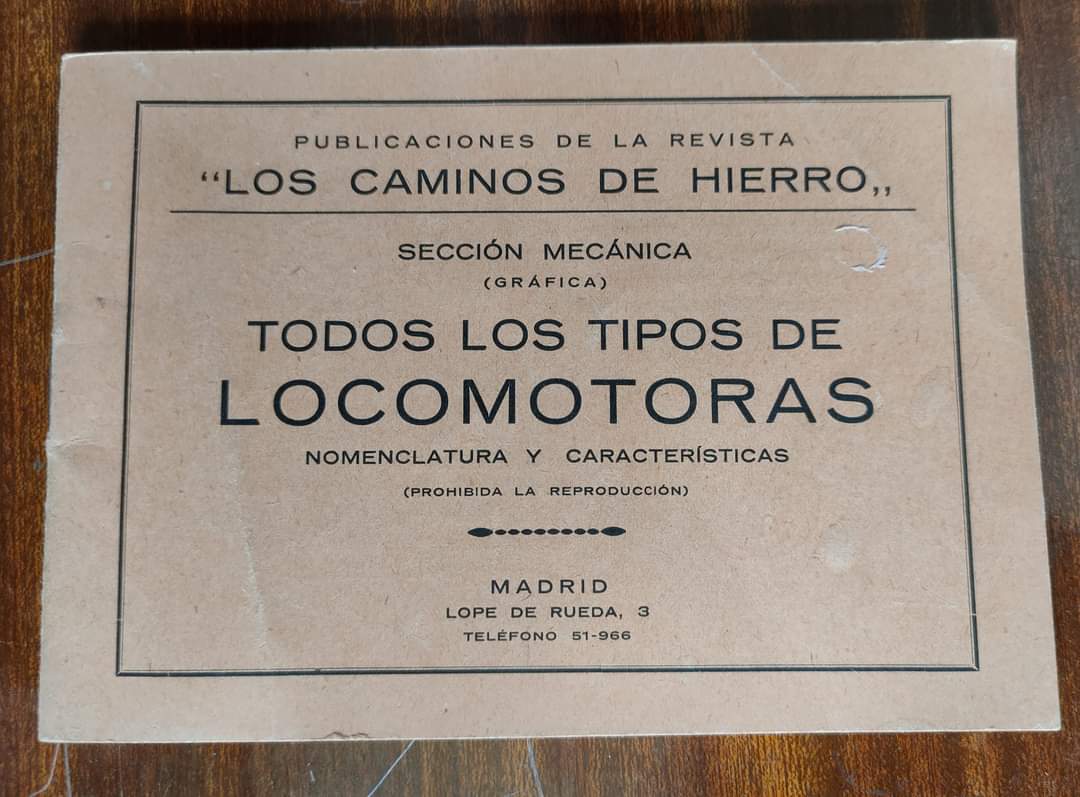 PUBLICACIONES DE LA REVISTA
“LOS CAMINOS DE HIERRO„
SECCIÓN MECÁNICA
(GRÁFICA)
TODOS LOS TIPOS DE
LOCOMOTORAS
NOMENCLATURA Y CARACTERÍSTICAS
(PROHIBIDA LA REPRODUCCIÓN)
MADRID
LOPE DE RUEDA, 3
TELÉFONO 51-966